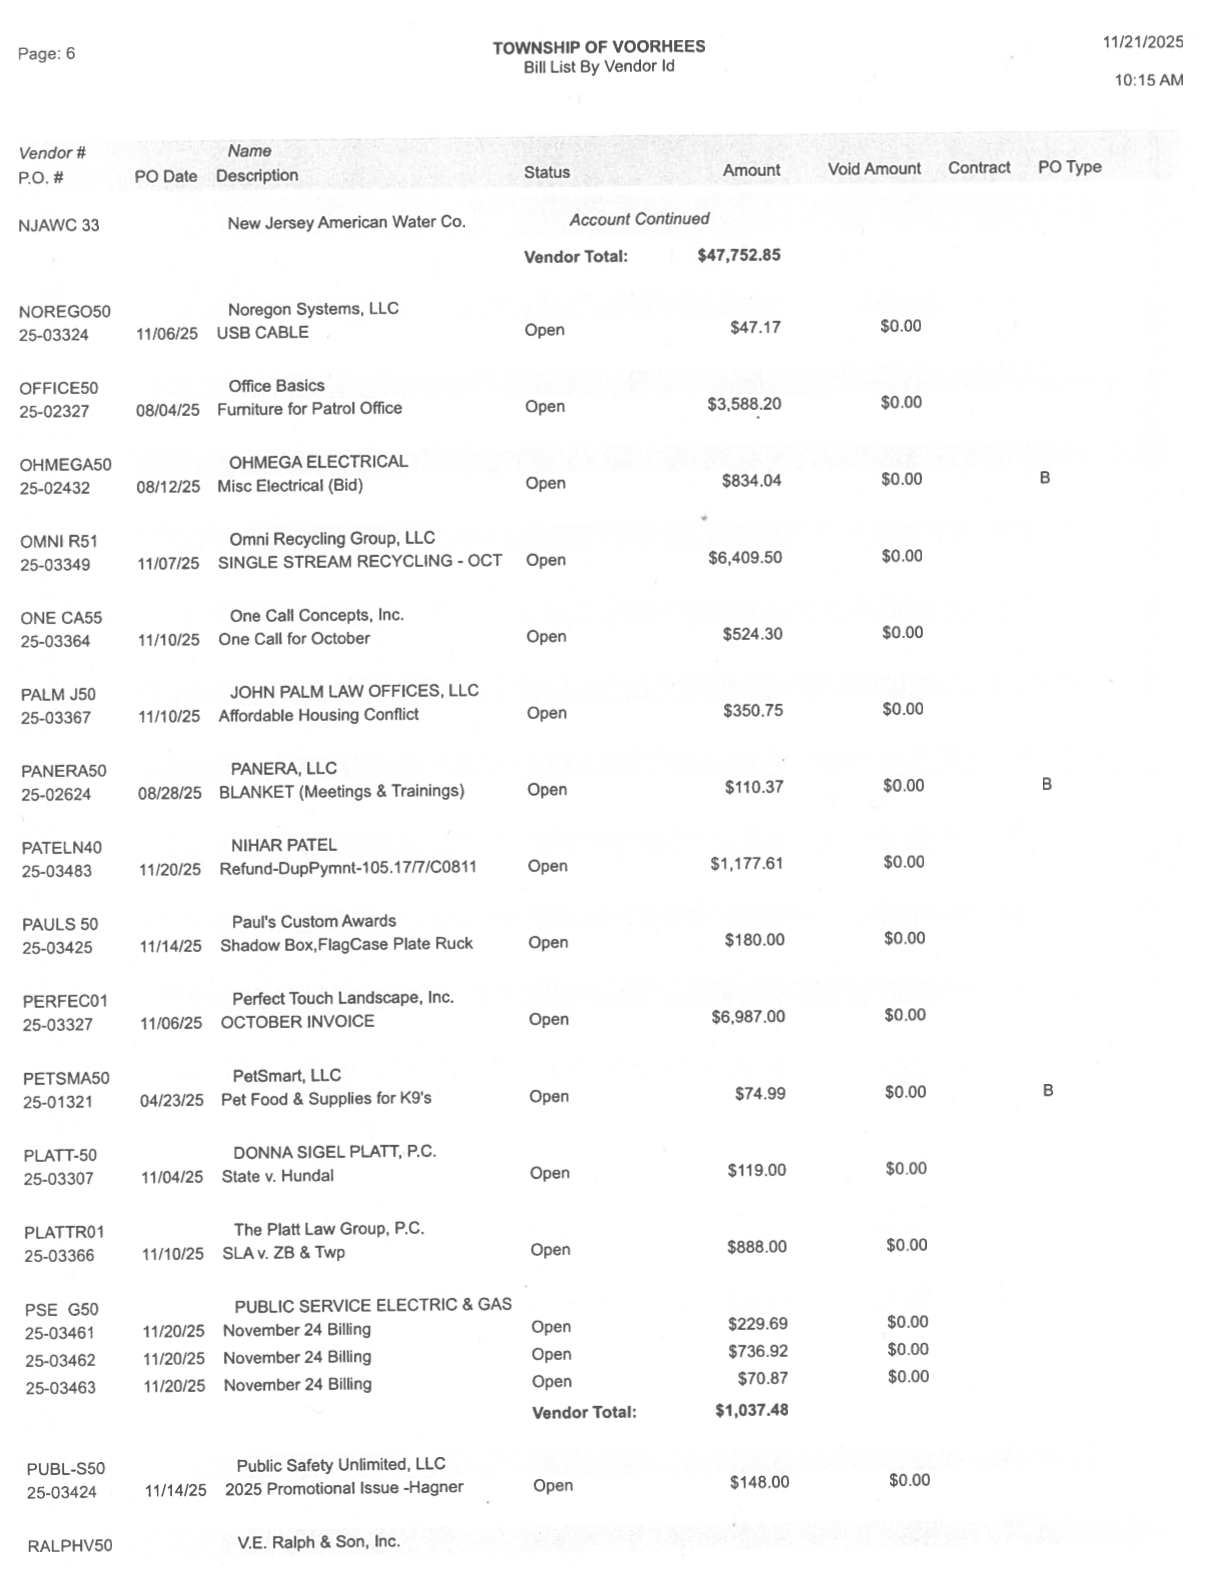 Page: 6
TOWNSHIP OF VOORHEES
Bill List By Vendor Id
11/21/2025
10:15 AM
Vendor # Name
P.O. # PO Date Description Status Amount Void Amount Contract PO Type
NJAWC 33 New Jersey American Water Co. Account Continued
Vendor Total: $47,752.85
NOREGO50 Noregon Systems, LLC
25-03324 11/06/25 USB CABLE Open $47.17 $0.00
OFFICE50 Office Basics
25-02327 08/04/25 Furniture for Patrol Office Open $3,588.20 $0.00
OHMEGA50 OHMEGA ELECTRICAL
25-02432 08/12/25 Misc Electrical (Bid) Open $834.04 $0.00 B
OMNI R51 Omni Recycling Group, LLC
25-03349 11/07/25 SINGLE STREAM RECYCLING - OCT Open $6,409.50 $0.00
ONE CA55 One Call Concepts, Inc.
25-03364 11/10/25 One Call for October Open $524.30 $0.00
PALM J50 JOHN PALM LAW OFFICES, LLC
25-03367 11/10/25 Affordable Housing Conflict Open $350.75 $0.00
PANERA50 PANERA, LLC
25-02624 08/28/25 BLANKET (Meetings & Trainings) Open $110.37 $0.00 B
PATELN40 NIHAR PATEL
25-03483 11/20/25 Refund-DupPymnt-105.17/7/C0811 Open $1,177.61 $0.00
PAULS 50 Paul's Custom Awards
25-03425 11/14/25 Shadow Box,FlagCase Plate Ruck Open $180.00 $0.00
PERFEC01 Perfect Touch Landscape, Inc.
25-03327 11/06/25 OCTOBER INVOICE Open $6,987.00 $0.00
PETSMA50 PetSmart, LLC
25-01321 04/23/25 Pet Food & Supplies for K9's Open $74.99 $0.00 B
PLATT-50 DONNA SIGEL PLATT, P.C.
25-03307 11/04/25 State v. Hundal Open $119.00 $0.00
PLATTR01 The Platt Law Group, P.C.
25-03366 11/10/25 SLA v. ZB & Twp Open $888.00 $0.00
PSE G50 PUBLIC SERVICE ELECTRIC & GAS
25-03461 11/20/25 November 24 Billing Open $229.69 $0.00
25-03462 11/20/25 November 24 Billing Open $736.92 $0.00
25-03463 11/20/25 November 24 Billing Open $70.87 $0.00
Vendor Total: $1,037.48
PUBL-S50 Public Safety Unlimited, LLC
25-03424 11/14/25 2025 Promotional Issue -Hagner Open $148.00 $0.00
RALPHV50 V.E. Ralph & Son, Inc.